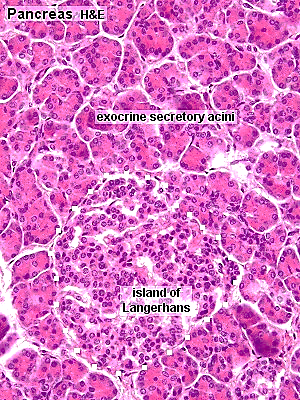 Pancreas H&E
exocrine secretory acini
island of
Langerhans